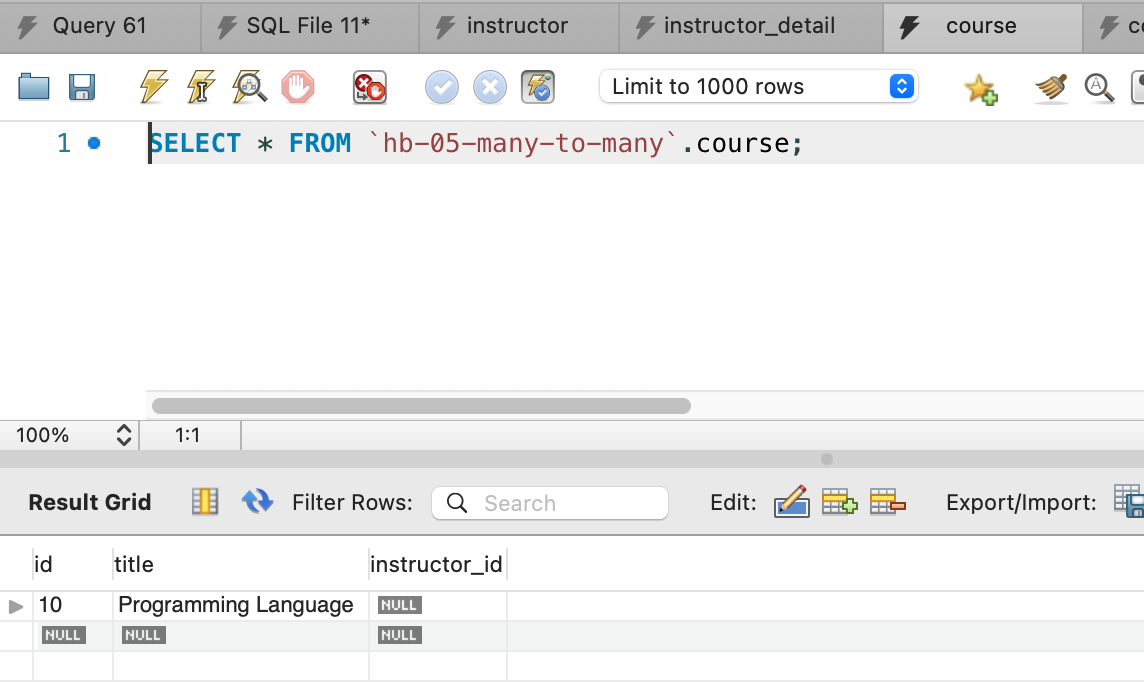 Query 61 SQL File 11* instructor instructor_detail course
Limit to 1000 rows
1 SELECT * FROM `hb-05-many-to-many`.course;
100% 1:1
Result Grid Filter Rows: Search Edit: Export/Import:
id title instructor_id
10 Programming Language NULL
NULL NULL NULL